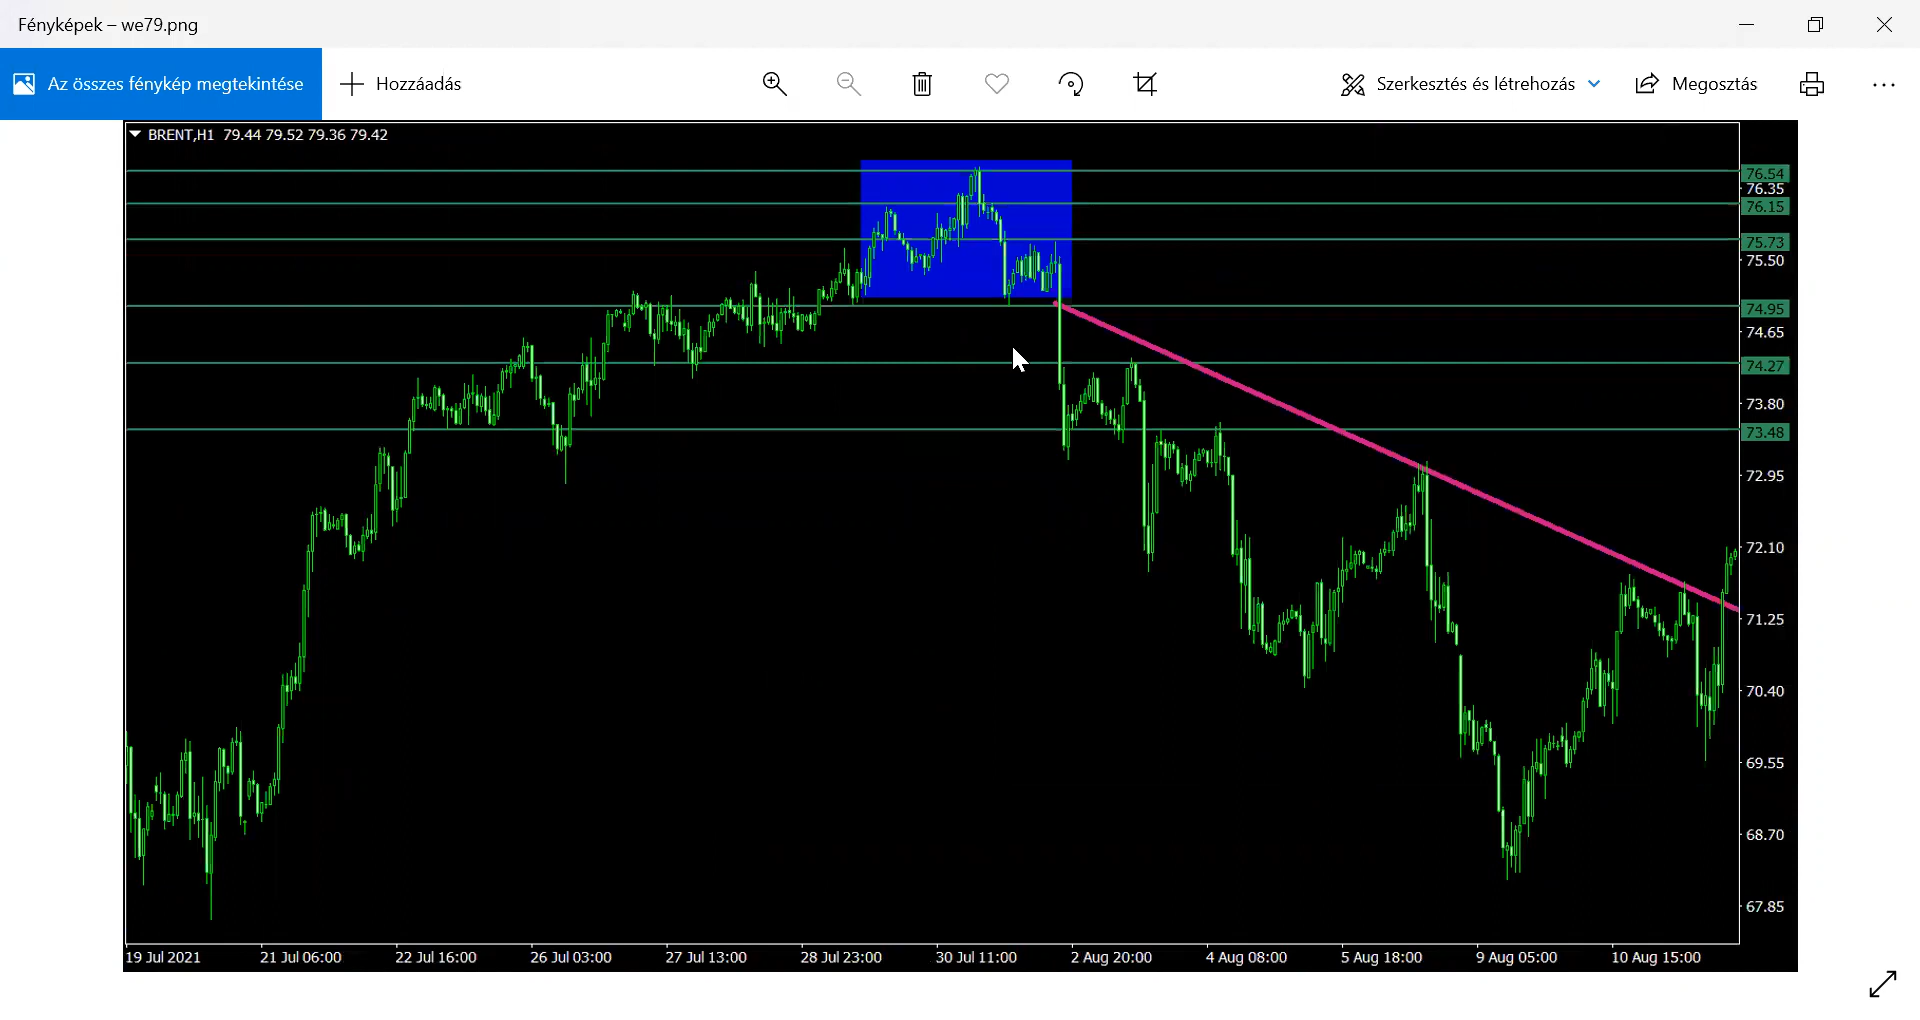 Fényképek – we79.png
Az összes fénykép megtekintése
Hozzáadás
Szerkesztés és létrehozás
Megosztás
BRENT,H1 79.44 79.52 79.36 79.42
76.54
76.35
76.15
75.73
75.50
74.95
74.65
74.27
73.80
73.48
72.95
72.10
71.25
70.40
69.55
68.70
67.85
19 Jul 2021 21 Jul 06:00 22 Jul 16:00 26 Jul 03:00 27 Jul 13:00 28 Jul 23:00 30 Jul 11:00 2 Aug 20:00 4 Aug 08:00 5 Aug 18:00 9 Aug 05:00 10 Aug 15:00